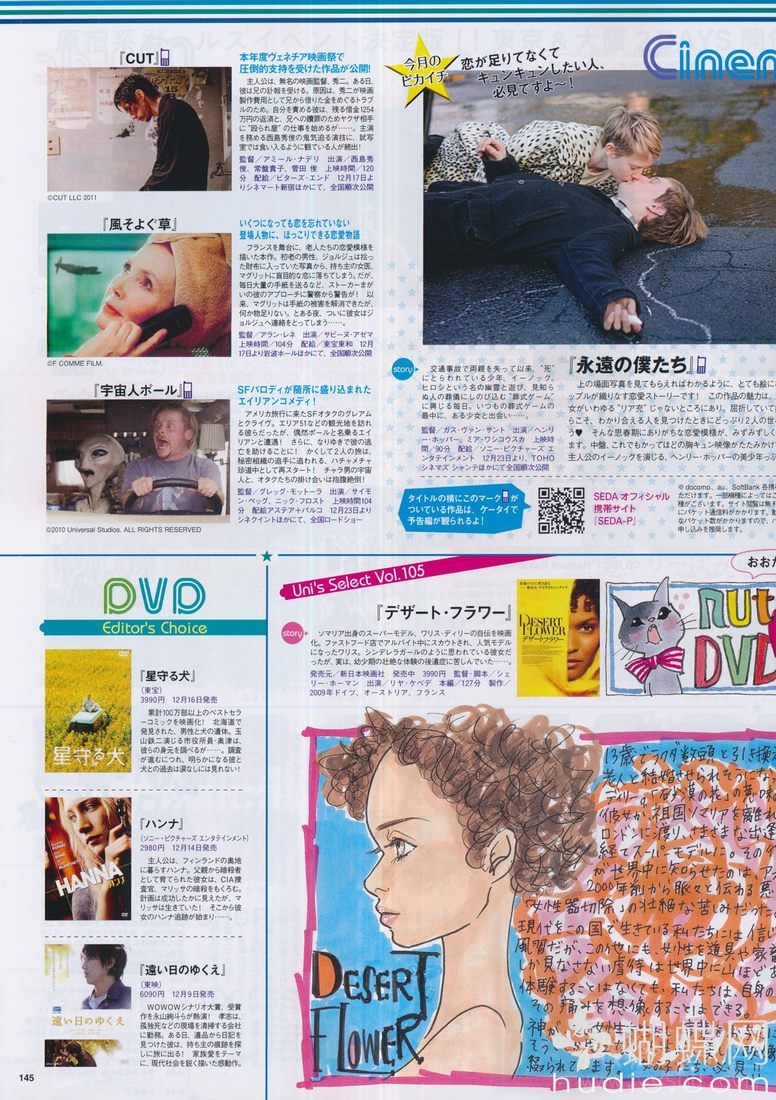 『CUT』
本年度ヴェネチア映画祭で
圧倒的支持を受けた作品が公開!
主人公は、無名の映画監督、秀二。ある日、
彼は兄の訃報を受ける。原因は、秀二が映画
製作費用として兄から借りた金をめぐるトラブ
ルのため。自分を責める彼は、残る借金1254
万円の返済と、兄への贖罪のためヤクザ相手
に“殴られ屋”の仕事を始めるが……。主演
を務める西島秀俊の鬼気迫る演技に、試写
室では食い入るように観ている人が続出!
監督/アミール・ナデリ 出演/西島秀
俊、常盤貴子、菅田 俊 上映時間/120
分 配給/ビターズ・エンド 12月17日よ
りシネマート新宿ほかにて、全国順次公開
©CUT LLC 2011
『風そよぐ草』
いくつになっても恋を忘れていない
登場人物に、ほっこりできる恋愛物語
フランスを舞台に、老人たちの恋愛模様を
描いた本作。初老の男性、ジョルジュは拾っ
た財布に入っていた写真から、持ち主の女医、
マグリットに盲目的な恋に落ちてしまう。だが、
毎日大量の手紙を送るなど、ストーカーまが
いの彼のアプローチに警察から警告が! 以
来、マグリットは手紙の被害を解消できたが、
何か物足りない。とある夜、ついに彼女はジ
ョルジュへ連絡をとってしまう……。
監督/アラン・レネ 出演/サビーヌ・アゼマ
上映時間/104分 配給/東宝東和 12月
17日より岩波ホールほかにて、全国順次公開
©F COMME FILM.
『宇宙人ポール』
SFパロディが随所に盛り込まれた
エイリアンコメディ!
アメリカ旅行に来たSFオタクのグレアム
とクライヴ。エリア51などの観光地を訪れ
る彼らだったが、偶然ポールと名乗るエイ
リアンと遭遇! さらに、なりゆきで彼の逃
亡を助けることに! かくして2人の旅は、
秘密組織の追手に追われる、ハチャメチャ
珍道中として再スタート! チャラ男の宇宙
人と、オタクたちの掛け合いは抱腹絶倒!
監督/グレッグ・モットーラ 出演/サイモ
ン・ペッグ、ニック・フロスト 上映時間104
分 配給アステア+パルコ 12月23日より
シネクイントほかにて、全国ロードショー
©2010 Universal Studios. ALL RIGHTS RESERVED
今月の
ピカイチ
恋が足りてなくて
キュンキュンしたい人、
必見ですよ〜!
Cinem
story
交通事故で両親を失って以来、“死”
にとらわれている少年、イーノック。
ヒロシという名の幽霊と遊び、見知ら
ぬ人の葬儀にしのび込む“葬式ゲーム”
に興じる毎日。いつもの葬式ゲームの
最中に、ある少女と出会い……。
監督/ガス・ヴァン・サント 出演/ヘンリ
ー・ホッパー、ミア・ワシコウスカ 上映時
間/90分 配給/ソニー・ピクチャーズ エ
ンタテインメント 12月23日より、TOHO
シネマズ シャンテほかにて全国順次公開
『永遠の僕たち』
上の場面写真を見てもらえればわかるように、とても絵にな
ップルが織りなす恋愛ストーリーです! この作品の魅力は、
女がいわゆる“リア充”じゃないところにあり。屈折していて
らこそ、わかり合える人を見つけたときにどっぷり2人の世
う♥ そんな思春期にありがちな恋愛模様が、みずみずしく
ます。中盤、これでもかってほどの胸キュン映像がたたみかけ
主人公のイーノックを演じる、ヘンリー・ホッパーの美少年っぷ
タイトルの横にこのマーク
がついている作品は、ケータイで
予告編が観られるよ!
SEDA オフィシャル
携帯サイト
『SEDA-P』
※docomo、au、SoftBank 各携
ただけます。一部機種によってはご
種がございます。サイト閲覧は無料
にパケット通信料がかかります。動
なパケット数がかかりますので、パ
申し込みを推奨します。
DVD
Editor's Choice
『星守る犬』
(東宝)
3990円 12月16日発売
累計100万部以上のベストセラ
ーコミックを映画化! 北海道で
発見された、男性と犬の遺体。玉
山鉄二演じる市役所員・奥津は、
彼らの身元を調べるが……。調査
が進むにつれ、明らかになる彼と
犬との過去は涙なしには見れない!
星守る犬
『ハンナ』
(ソニー・ピクチャーズ エンタテインメント)
2980円 12月14日発売
主人公は、フィンランドの奥地
に暮らすハンナ。父親から暗殺者
として育てられた彼女は、CIA捜
査官、マリッサの暗殺をもくろむ。
計画は成功したかに見えたが、マ
リッサは生きていた! そこから彼
女のハンナ追跡が始まり……。
HANNA
ハンナ
『遠い日のゆくえ』
(東映)
6090円 12月9日発売
WOWOWシナリオ大賞、受賞
作を永山絢斗らが熱演! 孝志は、
孤独死などの現場を清掃する会社
に勤務。ある日、遺品から日記を
見つけた彼は、持ち主の痕跡を探
しに旅に出る! 家族愛をテーマ
に、現代社会を鋭く描いた感動作。
遠い日のゆくえ
Uni's Select Vol.105
『デザート・フラワー』
story
ソマリア出身のスーパーモデル、ワリス・ディリーの自伝を映画
化。ファストフード店でアルバイト中にスカウトされ、人気モデル
になったワリス。シンデレラガールのように思われている彼女だ
ったが、実は、幼少期の壮絶な体験の後遺症に苦しんでいた……。
発売元/新日本映画社 発売中 3990円 監督・脚本/シェ
リー・ホーマン 出演/リヤ・ケベデ 本編/127分 製作/
2009年ドイツ、オーストリア、フランス
DESERT
FLOWER
デザート・フラワー
おおた
nut
DVD
13歳でラクダ数頭と引き換え
老人と結婚させられそうにな
ディリー。「砂漠の花」の意味
彼女が、祖国ソマリアを離れ
ロンドンに渡り、さまざまな出逢
経てスーパーモデルに。そのイ
が世界中に知らせたのは、ア
2000年前から脈々と伝わる悪
"女性器切除"の壮絶な苦しみだった
現代をこの国で生きている私たちには信じ
風習だが、この世にも、女性を道具や家畜
しか見なさない虐待は世界中に山ほどあ
体験することはなくても、私たちは、自身の
その痛みを想像することはできる。
DESERT
FLOWER
145
蝴蝶网
hudie.com